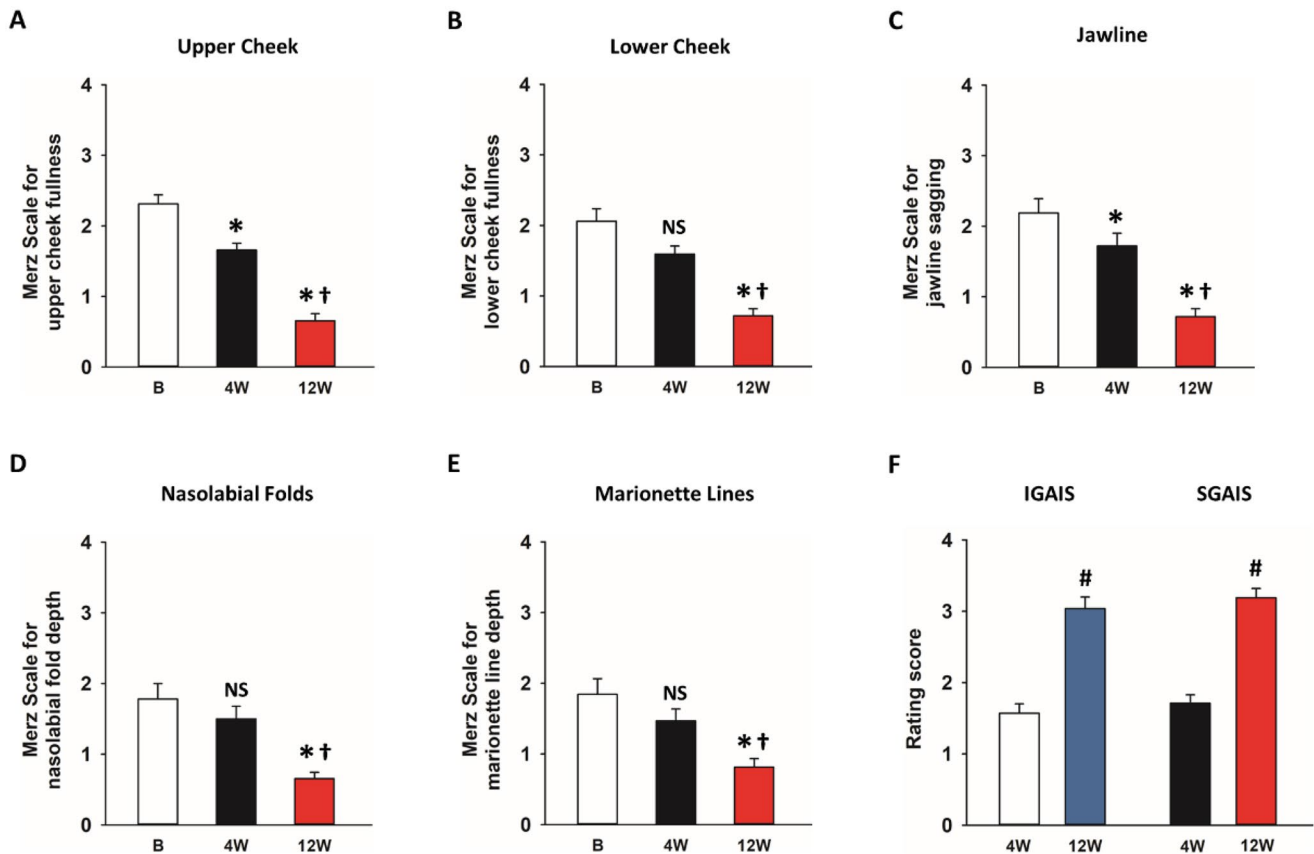 A
Upper Cheek
Merz Scale for
upper cheek fullness
4
3
2
1
0
*
* †
B
4W
12W
B
Lower Cheek
Merz Scale for
lower cheek fullness
4
3
2
1
0
NS
* †
B
4W
12W
C
Jawline
Merz Scale for
jawline sagging
4
3
2
1
0
*
* †
B
4W
12W
D
Nasolabial Folds
Merz Scale for
nasolabial fold depth
4
3
2
1
0
NS
* †
B
4W
12W
E
Marionette Lines
Merz Scale for
marionette line depth
4
3
2
1
0
NS
* †
B
4W
12W
F
IGAIS
SGAIS
Rating score
4
3
2
1
0
#
#
4W
12W
4W
12W